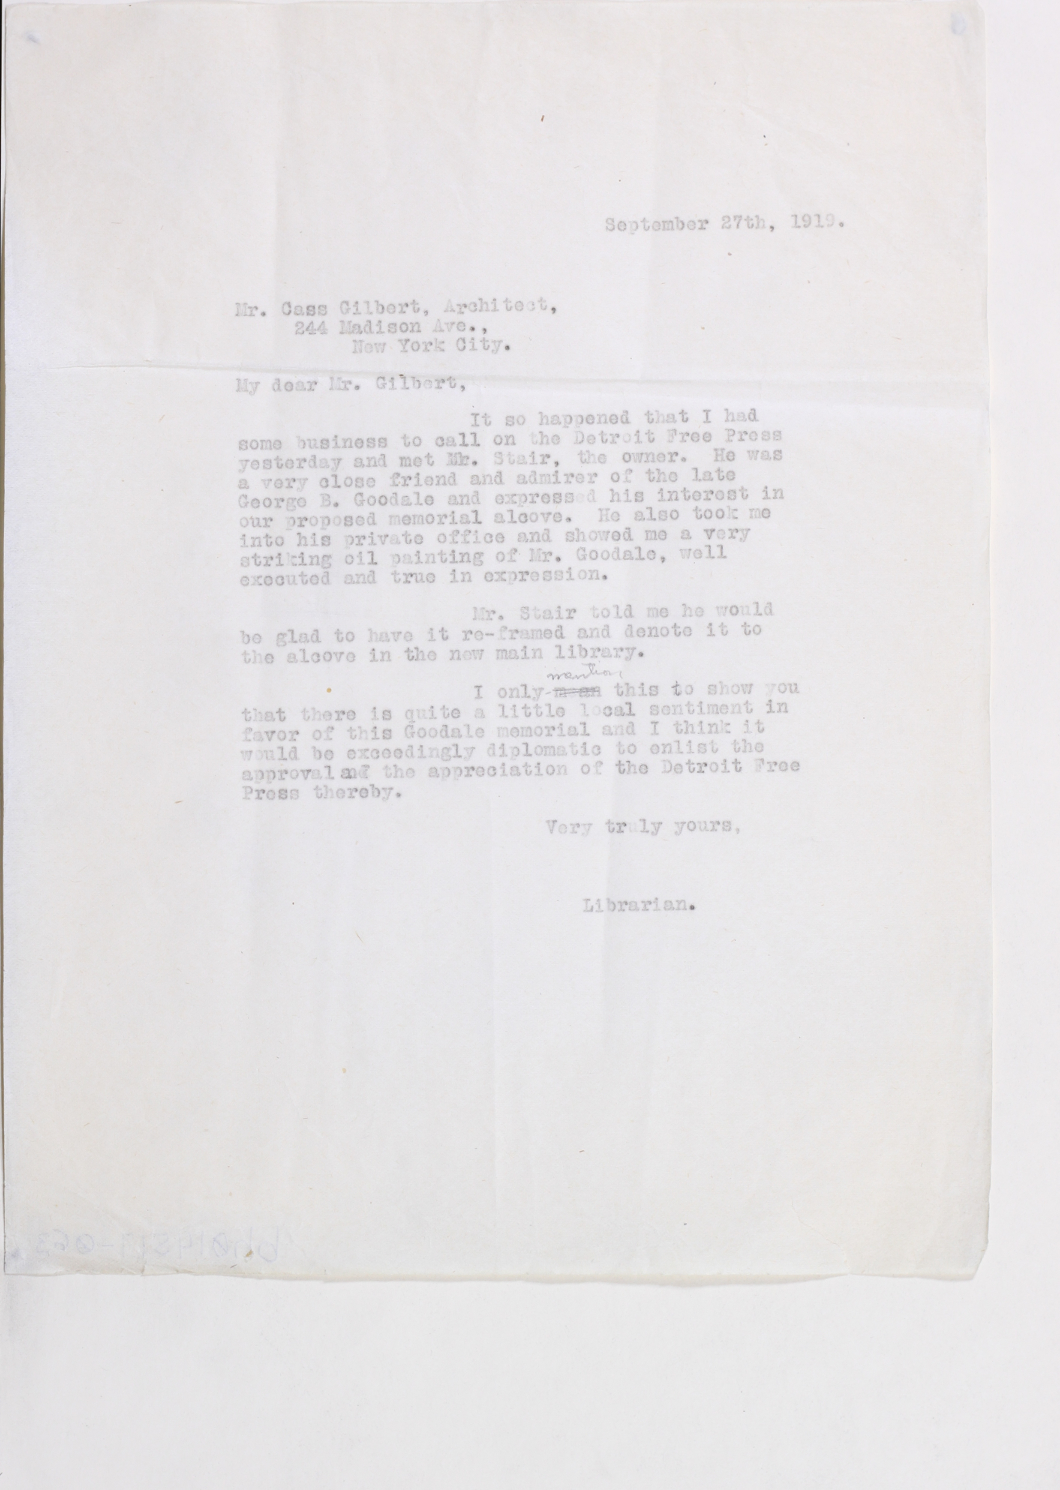 September 27th, 1919.
Mr. Cass Gilbert, Architect,
244 Madison Ave.,
New York City.
My dear Mr. Gilbert,
It so happened that I had
some business to call on the Detroit Free Press
yesterday and met Mr. Stair, the owner. He was
a very close friend and admirer of the late
George B. Goodale and expressed his interest in
our proposed memorial alcove. He also took me
into his private office and showed me a very
striking oil painting of Mr. Goodale, well
executed and true in expression.
Mr. Stair told me he would
be glad to have it re-framed and denote it to
the alcove in the new main library.
mention
I only mean this to show you
that there is quite a little local sentiment in
favor of this Goodale memorial and I think it
would be exceedingly diplomatic to enlist the
approval and the appreciation of the Detroit Free
Press thereby.
Very truly yours,
Librarian.